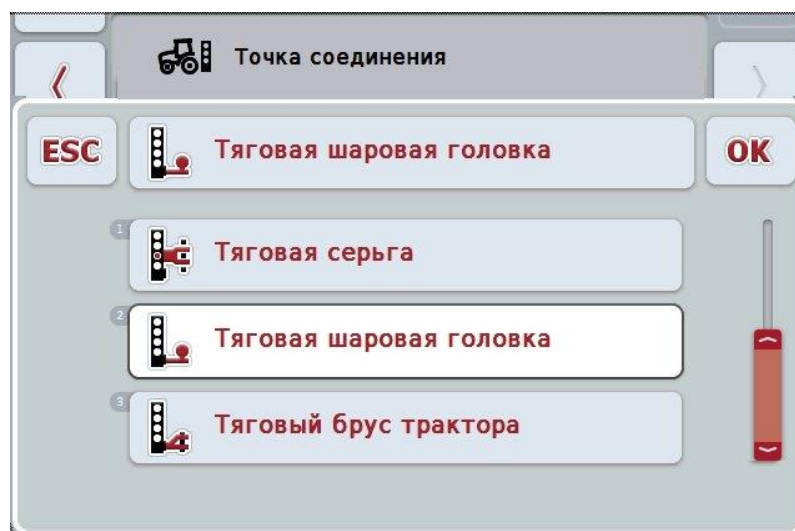 Точка соединения
ESC
Тяговая шаровая головка
OK
1
Тяговая серьга
2
Тяговая шаровая головка
3
Тяговый брус трактора